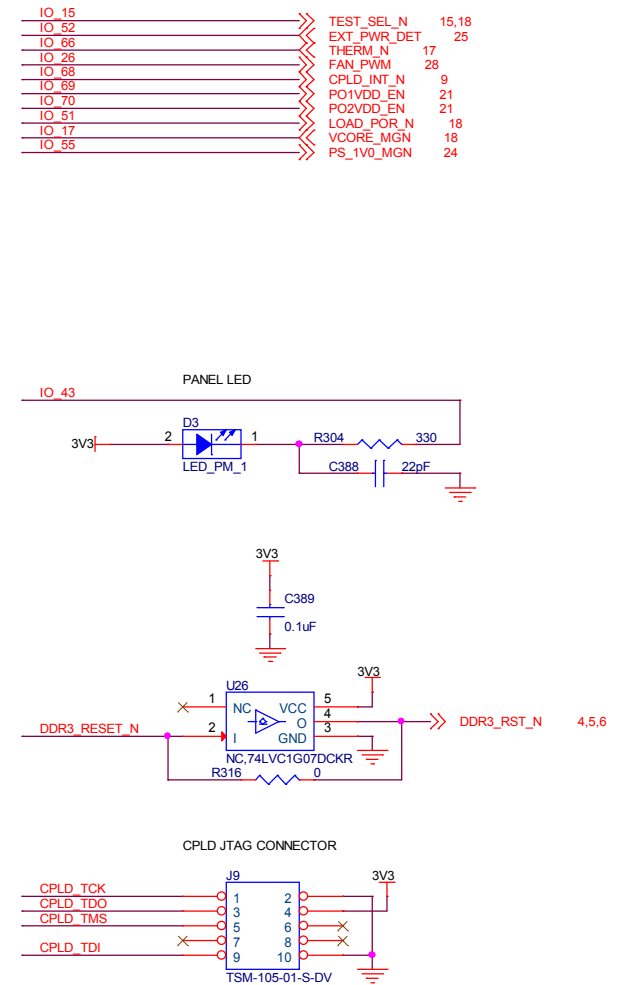 IO_15 TEST_SEL_N 15,18
IO_52 EXT_PWR_DET 25
IO_66 THERM_N 17
IO_26 FAN_PWM 28
IO_68 CPLD_INT_N 9
IO_69 PO1VDD_EN 21
IO_70 PO2VDD_EN 21
IO_51 LOAD_POR_N 18
IO_17 VCORE_MGN 18
IO_55 PS_1V0_MGN 24
PANEL LED
IO_43
D3
3V3 2 1 R304 330
LED_PM_1 C388 22pF
3V3
C389
0.1uF
3V3
U26
1 NC VCC 5
O 4
DDR3_RESET_N 2 I GND 3 DDR3_RST_N 4,5,6
NC,74LVC1G07DCKR
R316 0
CPLD JTAG CONNECTOR
J9 3V3
CPLD_TCK 1 2
CPLD_TDO 3 4
CPLD_TMS 5 6
7 8
CPLD_TDI 9 10
TSM-105-01-S-DV